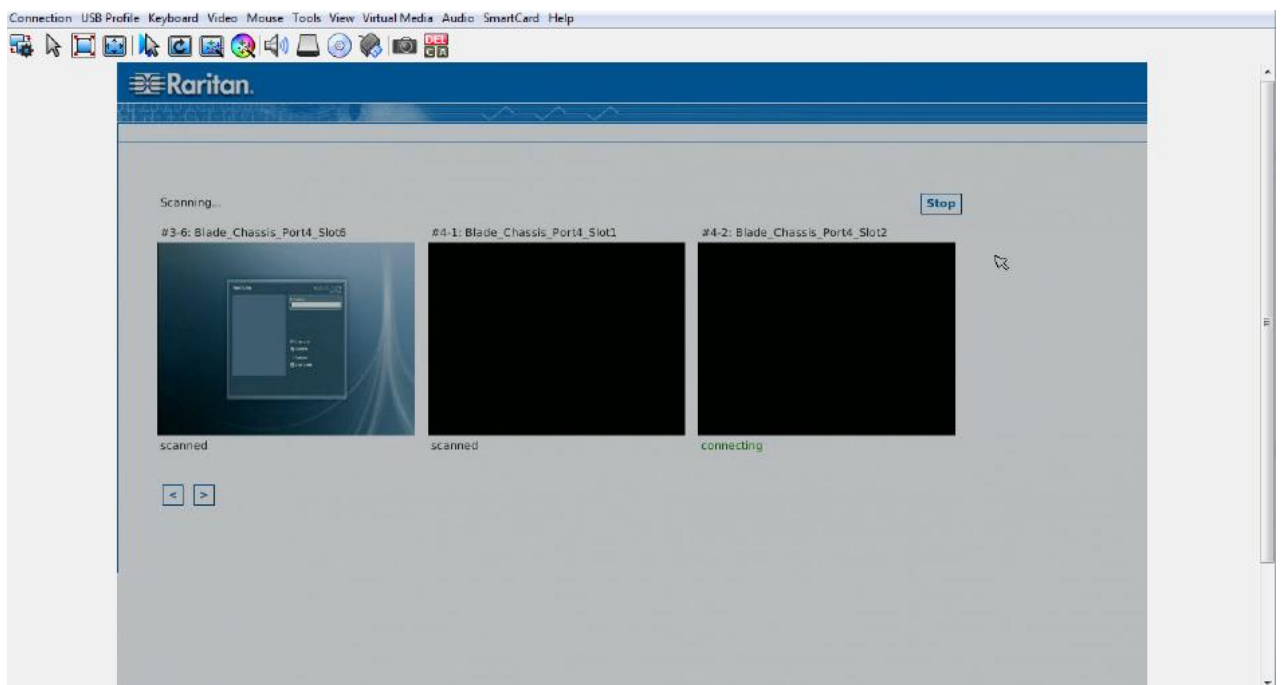 Connection USB Profile Keyboard Video Mouse Tools View Virtual Media Audio SmartCard Help
DEL
C A
Raritan.
Scanning...
Stop
#3-6: Blade_Chassis_Port4_Slot6
#4-1: Blade_Chassis_Port4_Slot1
#4-2: Blade_Chassis_Port4_Slot2
scanned
scanned
connecting
< >